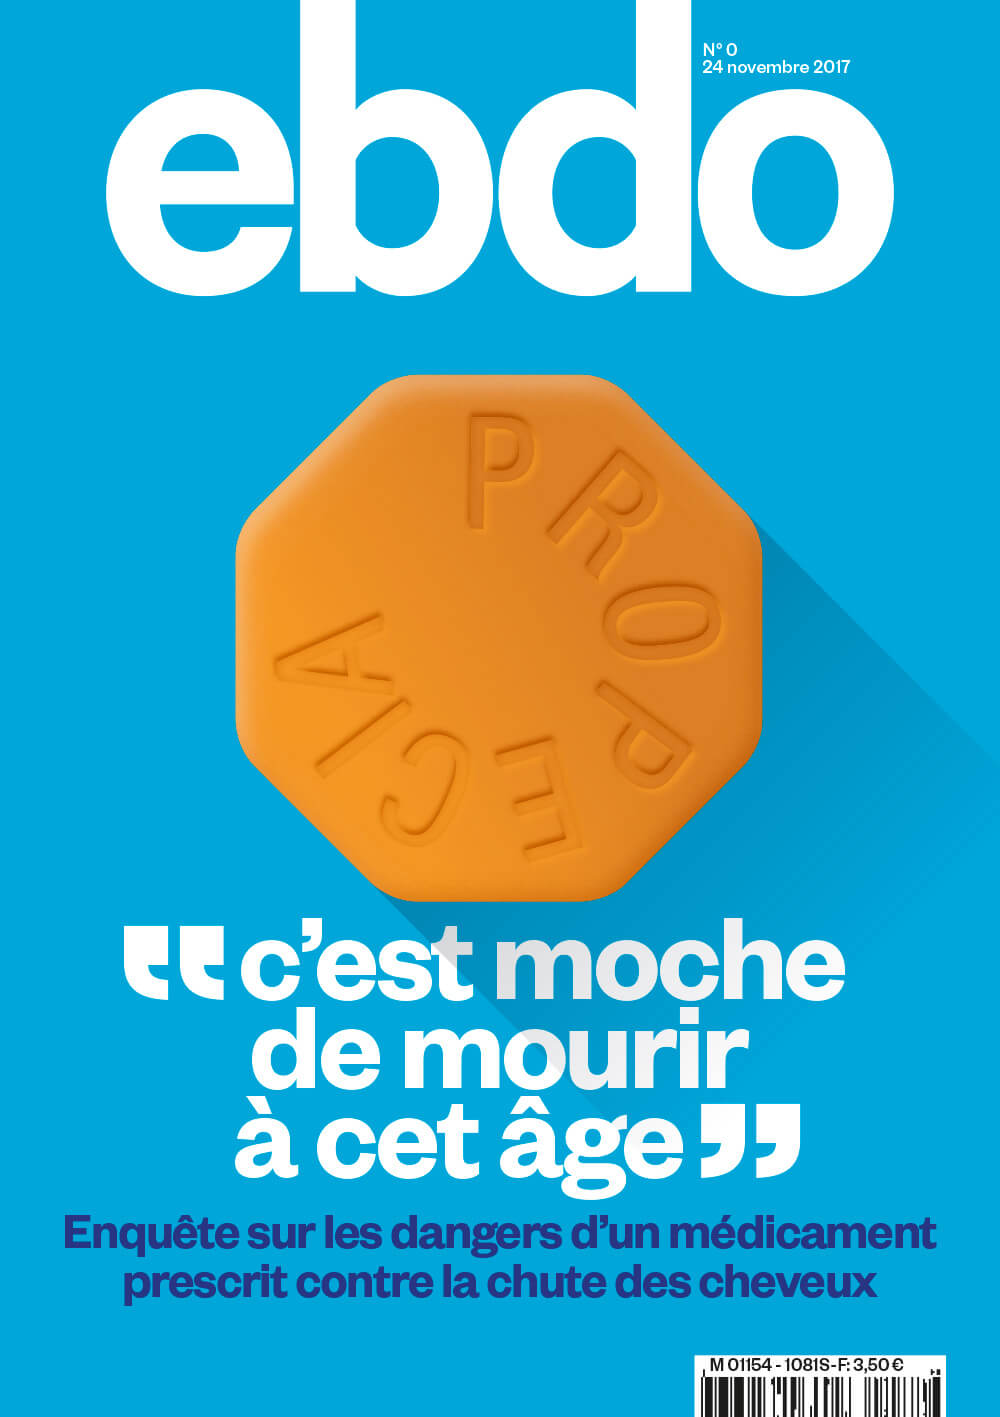 N° 0
24 novembre 2017
ebdo
PROPECIA
“c’est moche
de mourir
à cet âge”
Enquête sur les dangers d’un médicament
prescrit contre la chute des cheveux
M 01154 - 1081S - F: 3,50 €